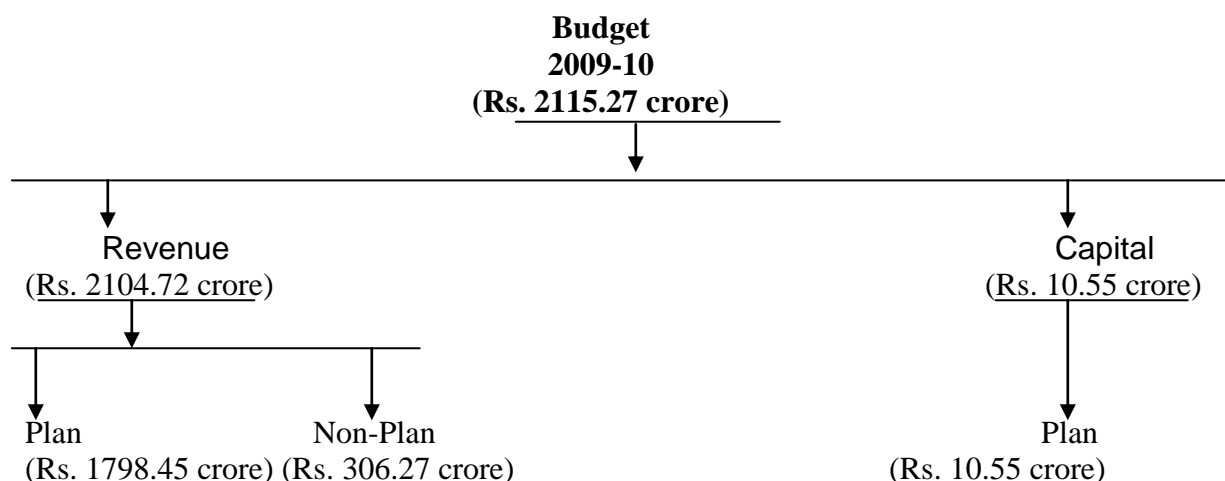 Budget
2009-10
(Rs. 2115.27 crore)
Revenue
(Rs. 2104.72 crore)
Capital
(Rs. 10.55 crore)
Plan
(Rs. 1798.45 crore)
Non-Plan
(Rs. 306.27 crore)
Plan
(Rs. 10.55 crore)